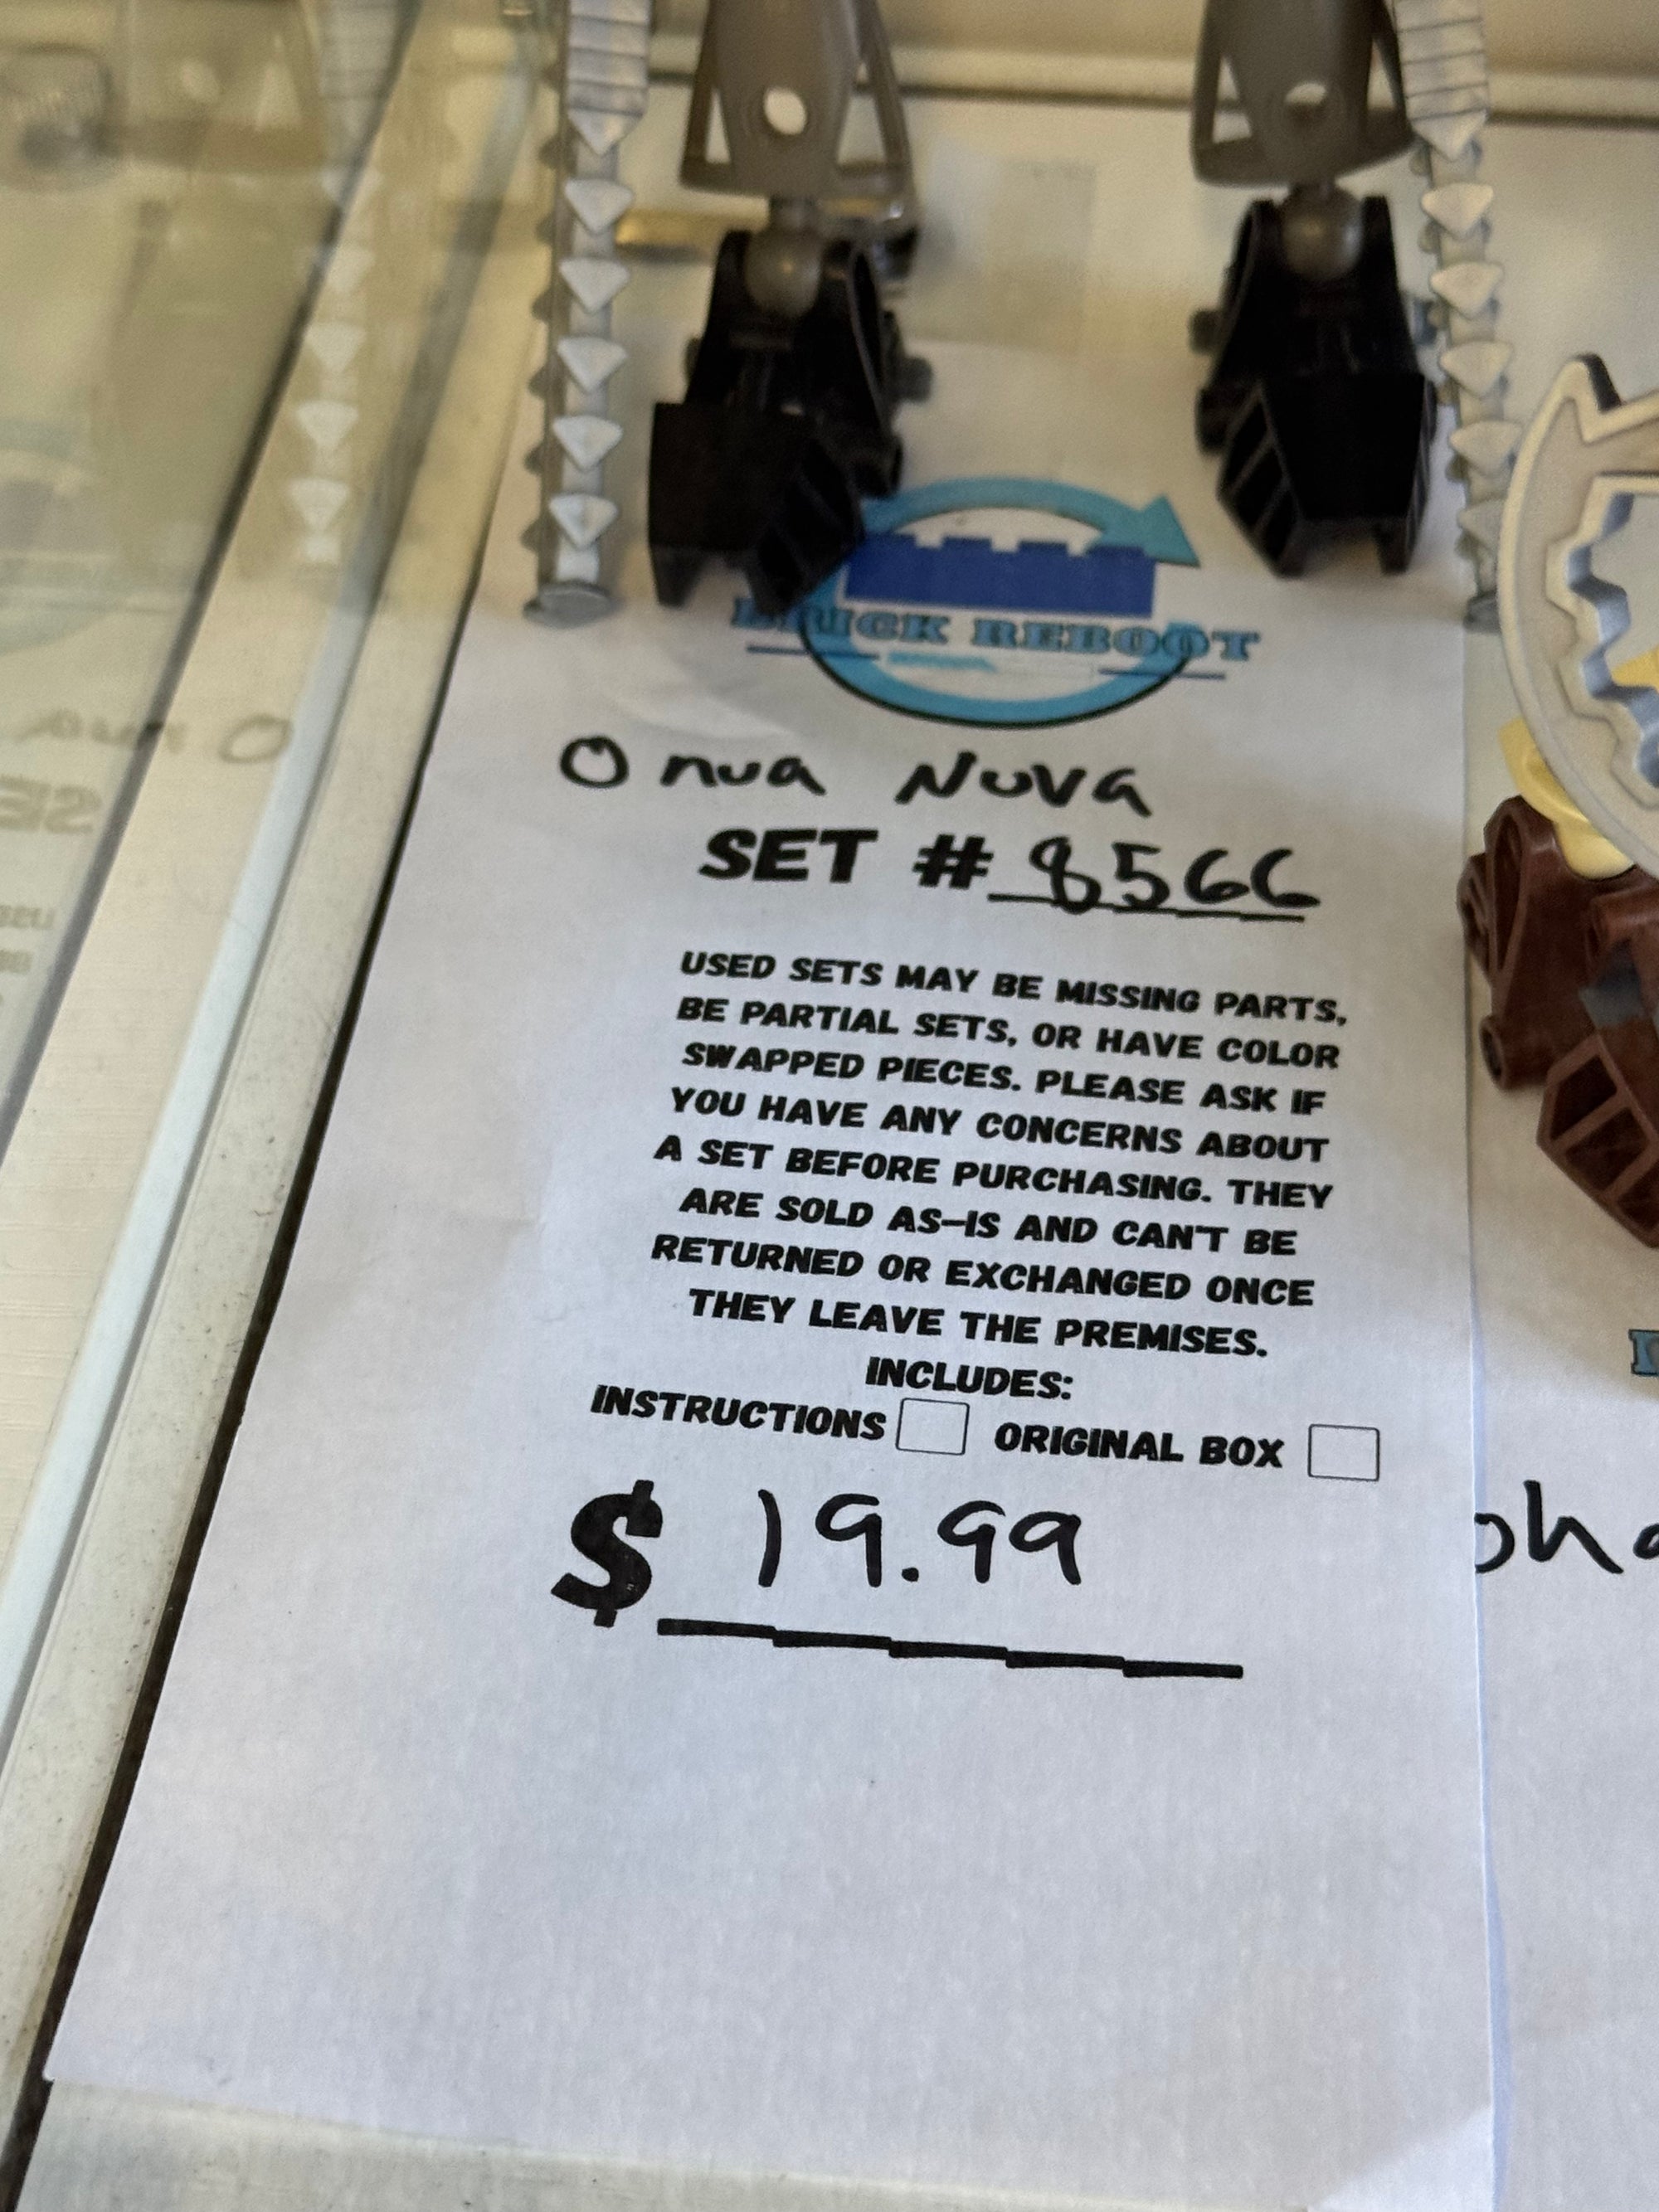 BRICK REBOOT
Onua Nuva
SET # 8566
USED SETS MAY BE MISSING PARTS,
BE PARTIAL SETS, OR HAVE COLOR
SWAPPED PIECES. PLEASE ASK IF
YOU HAVE ANY CONCERNS ABOUT
A SET BEFORE PURCHASING. THEY
ARE SOLD AS-IS AND CAN'T BE
RETURNED OR EXCHANGED ONCE
THEY LEAVE THE PREMISES.
INCLUDES:
INSTRUCTIONS ORIGINAL BOX
$ 19.99